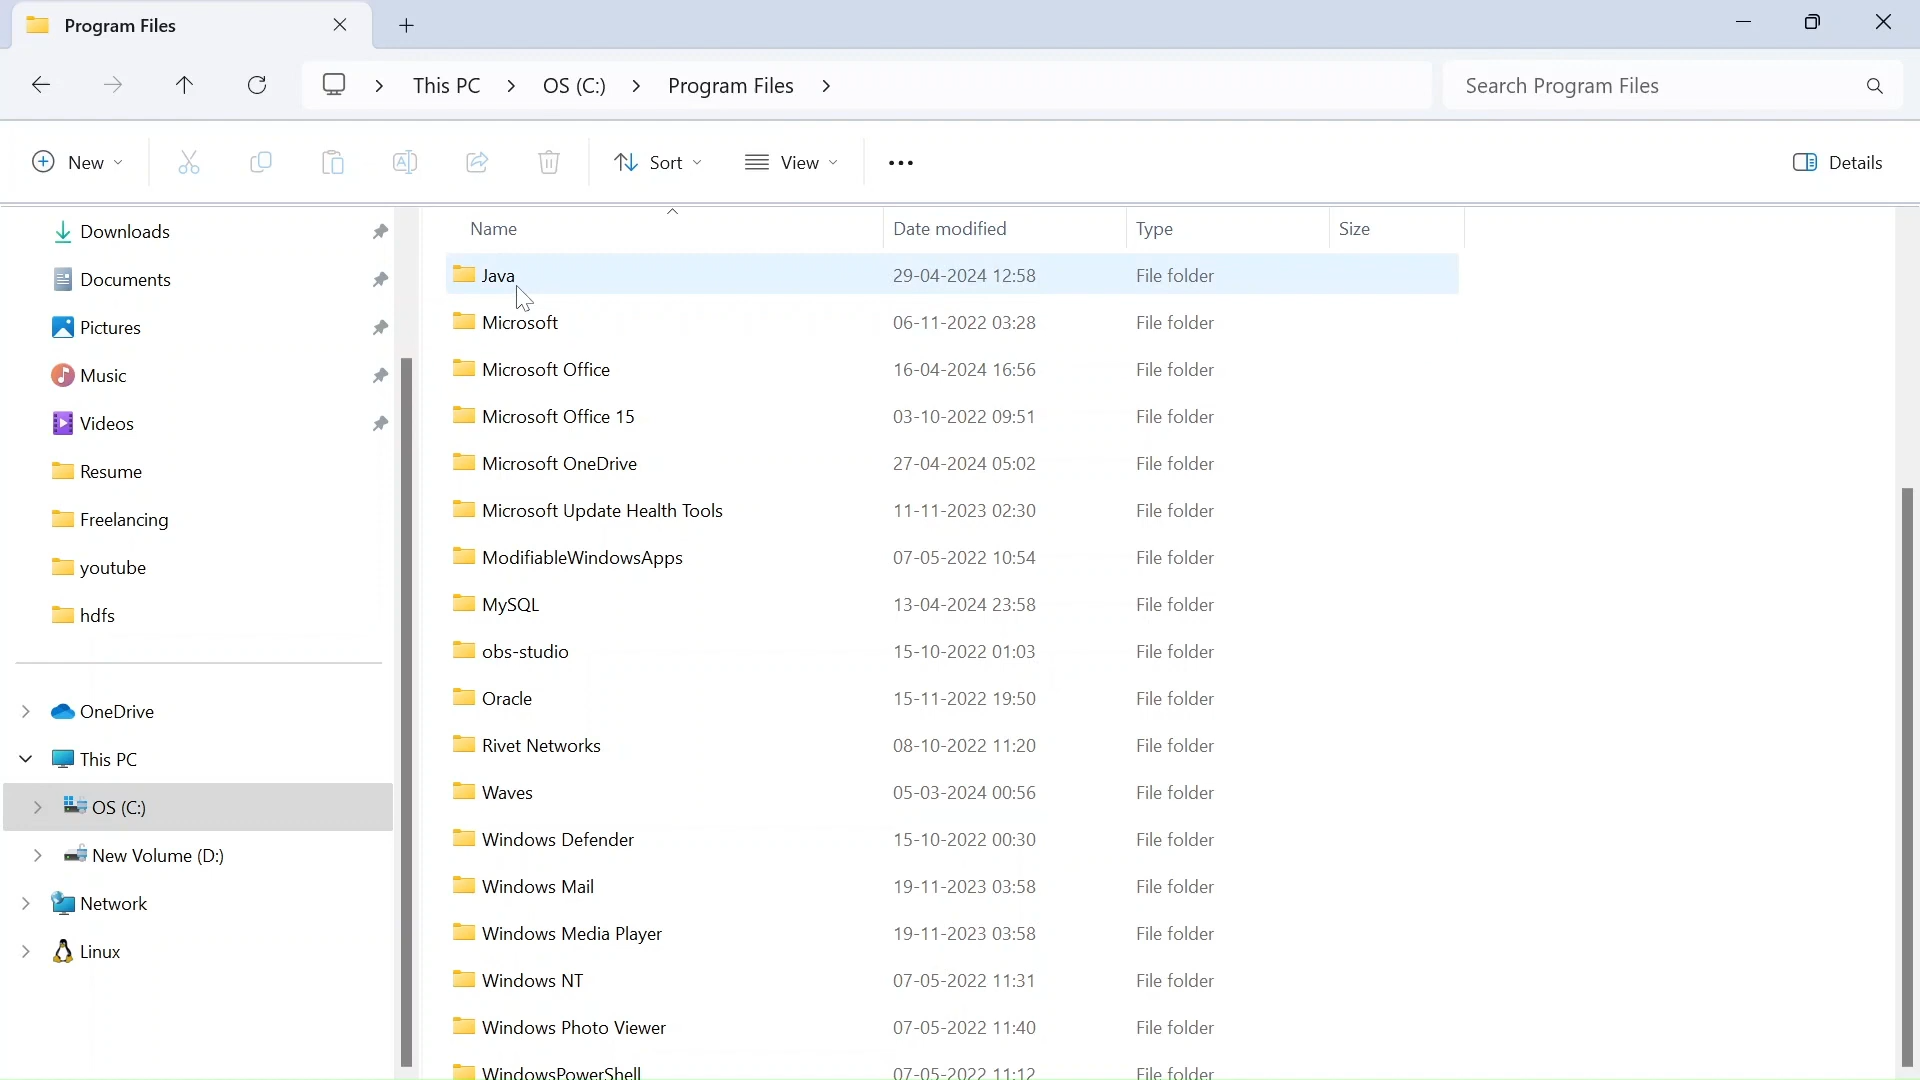 Program Files
This PC > OS (C:) > Program Files >
Search Program Files
New
Sort
View
Details
Downloads
Documents
Pictures
Music
Videos
Resume
Freelancing
youtube
hdfs
OneDrive
This PC
OS (C:)
New Volume (D:)
Network
Linux
Name Date modified Type Size
Java 29-04-2024 12:58 File folder
Microsoft 06-11-2022 03:28 File folder
Microsoft Office 16-04-2024 16:56 File folder
Microsoft Office 15 03-10-2022 09:51 File folder
Microsoft OneDrive 27-04-2024 05:02 File folder
Microsoft Update Health Tools 11-11-2023 02:30 File folder
ModifiableWindowsApps 07-05-2022 10:54 File folder
MySQL 13-04-2024 23:58 File folder
obs-studio 15-10-2022 01:03 File folder
Oracle 15-11-2022 19:50 File folder
Rivet Networks 08-10-2022 11:20 File folder
Waves 05-03-2024 00:56 File folder
Windows Defender 15-10-2022 00:30 File folder
Windows Mail 19-11-2023 03:58 File folder
Windows Media Player 19-11-2023 03:58 File folder
Windows NT 07-05-2022 11:31 File folder
Windows Photo Viewer 07-05-2022 11:40 File folder
WindowsPowerShell 07-05-2022 11:12 File folder